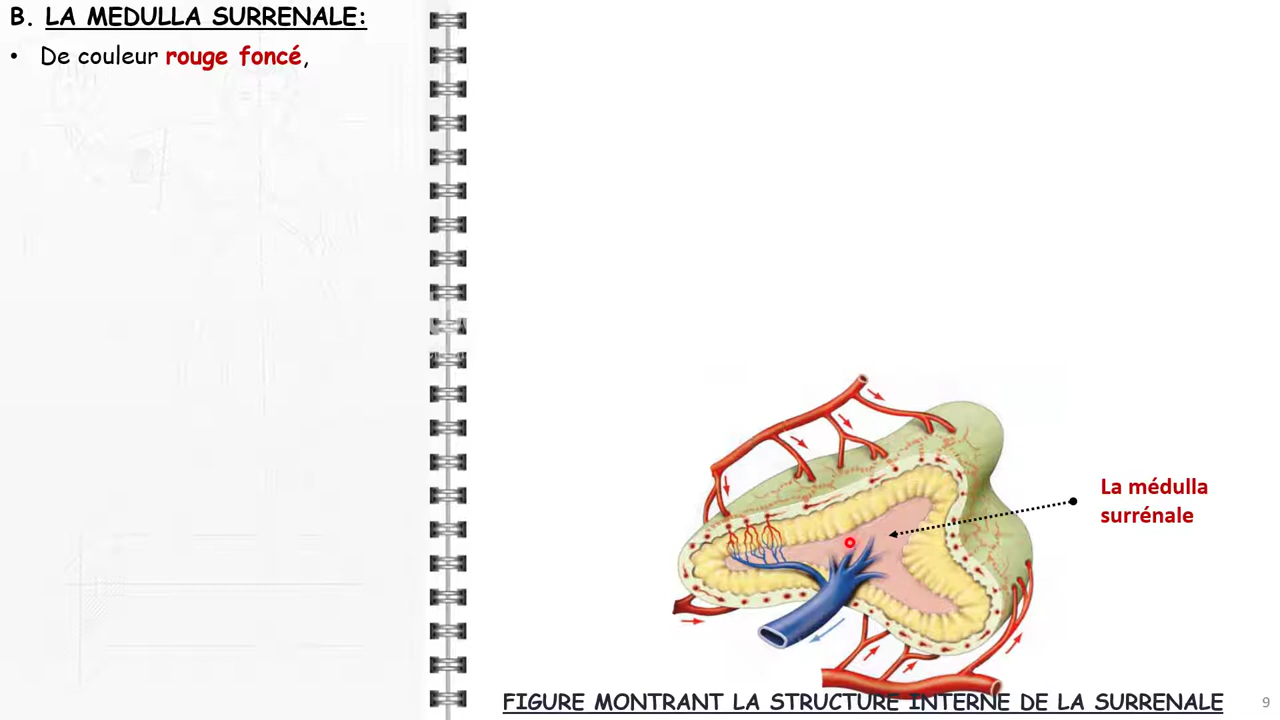 B. LA MEDULLA SURRENALE:
• De couleur rouge foncé,
La médulla
surrénale
FIGURE MONTRANT LA STRUCTURE INTERNE DE LA SURRENALE
9